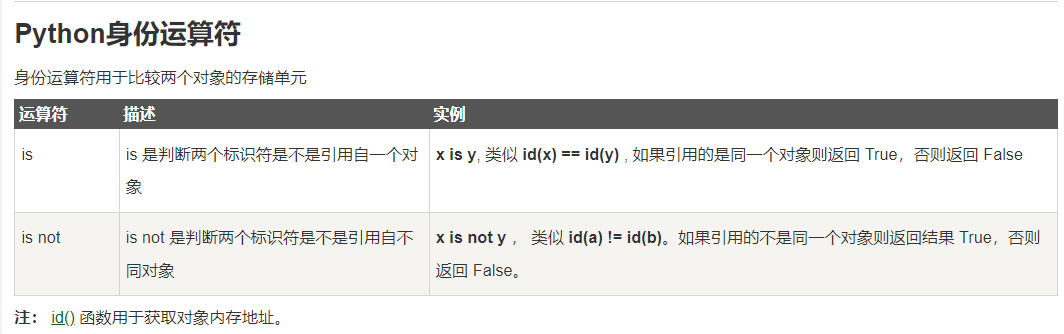 Python身份运算符
身份运算符用于比较两个对象的存储单元
运算符 描述 实例
is is 是判断两个标识符是不是引用自一个对象 x is y, 类似 id(x) == id(y) , 如果引用的是同一个对象则返回 True，否则返回 False
is not is not 是判断两个标识符是不是引用自不同对象 x is not y ， 类似 id(a) != id(b)。如果引用的不是同一个对象则返回结果 True，否则返回 False。
注： id() 函数用于获取对象内存地址。